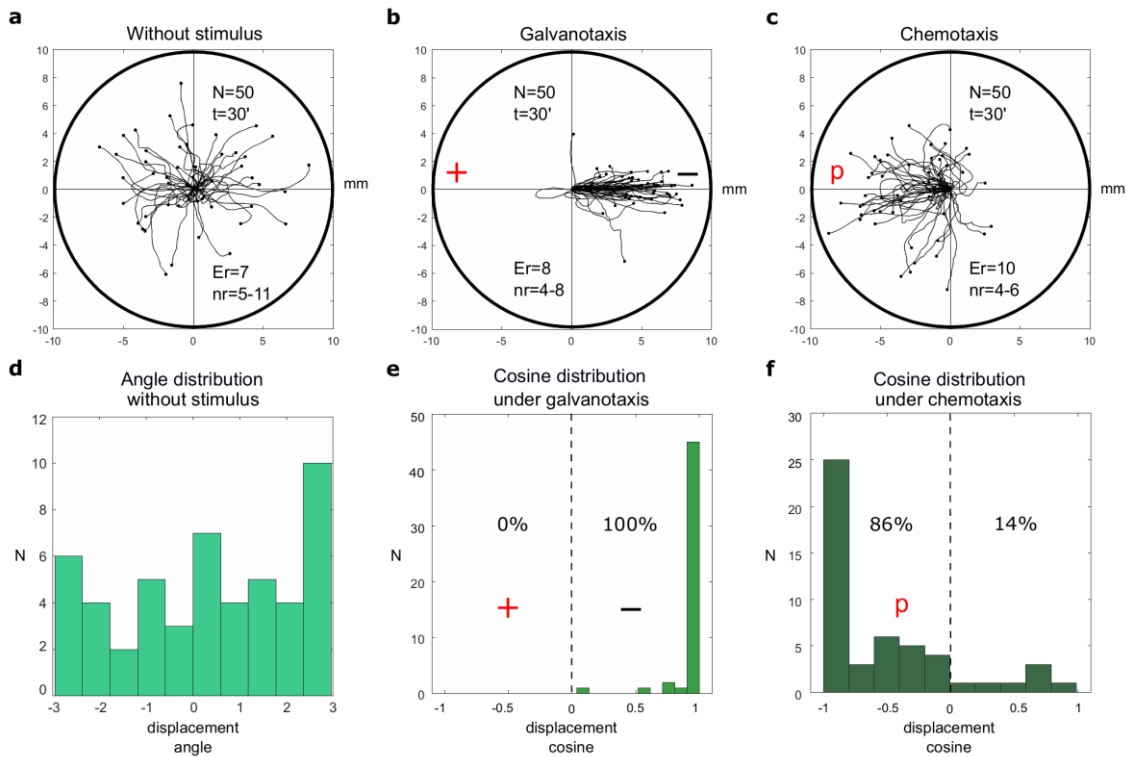 a
Without stimulus
10
8
6
4
2
0
-2
-4
-6
-8
-10
-10
-5
0
5
10
N=50
t=30'
mm
Er=7
nr=5-11
b
Galvanotaxis
10
8
6
4
2
0
-2
-4
-6
-8
-10
-10
-5
0
5
10
N=50
t=30'
+
−
mm
Er=8
nr=4-8
c
Chemotaxis
10
8
6
4
2
0
-2
-4
-6
-8
-10
-10
-5
0
5
10
N=50
t=30'
p
mm
Er=10
nr=4-6
d
Angle distribution
without stimulus
12
10
8
6
4
2
0
N
-3
-2
-1
0
1
2
3
displacement
angle
e
Cosine distribution
under galvanotaxis
50
40
30
20
10
0
N
0%
100%
+
−
-1
-0.5
0
0.5
1
displacement
cosine
f
Cosine distribution
under chemotaxis
30
25
20
15
10
5
0
N
86%
14%
p
-1
-0.5
0
0.5
1
displacement
cosine